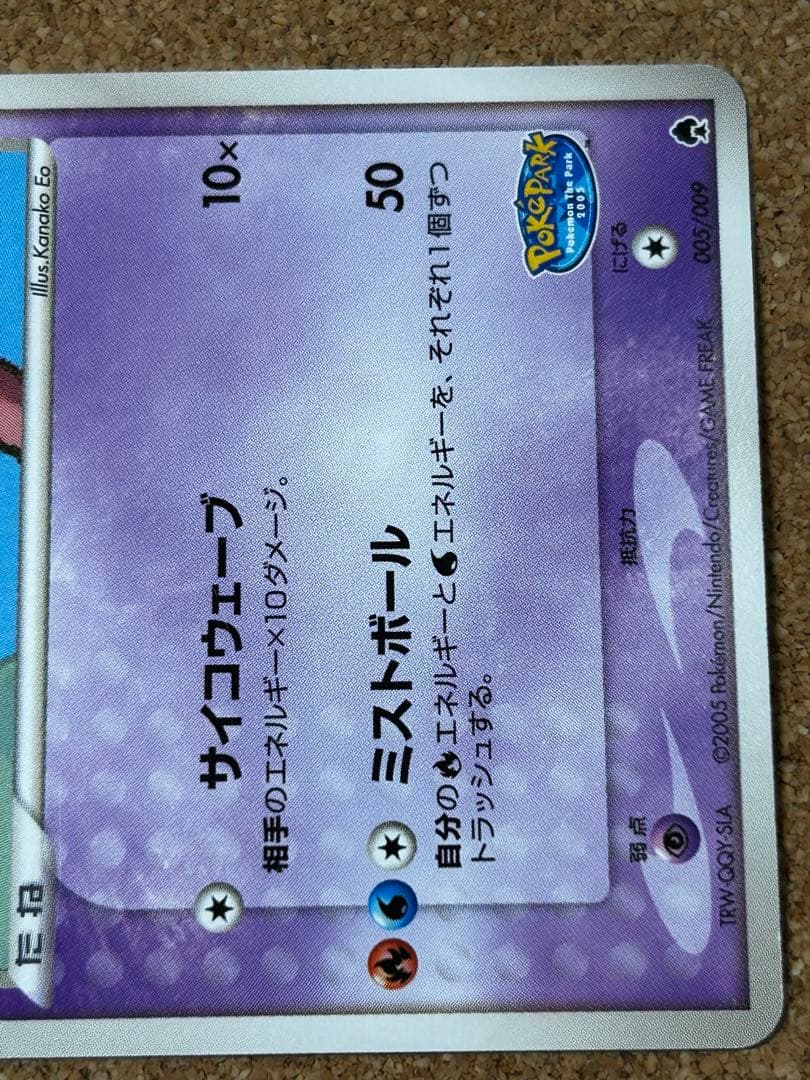 たね
Illus.Kanako Eo
サイコウェーブ 10×
相手のエネルギー×10ダメージ。
ミストボール 50
自分のエネルギーとエネルギーを、それぞれ1個ずつ
トラッシュする。
POKÉPARK
Pokémon The Park
2005
弱点
抵抗力
にげる
TRW-QQY-SLA
©2005 Pokémon/Nintendo/Creatures/GAME FREAK
005/009